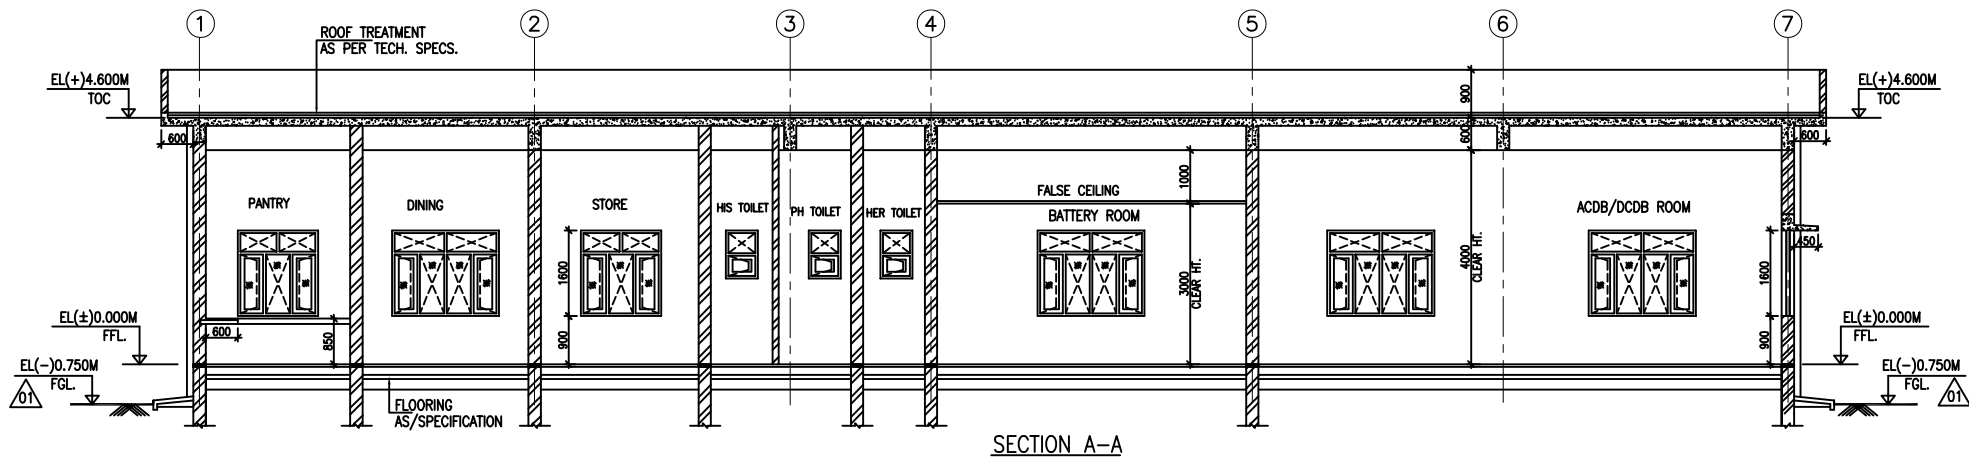 1
2
3
4
5
6
7
ROOF TREATMENT
AS PER TECH. SPECS.
EL(+)4.600M
TOC
EL(+)4.600M
TOC
900
600
600
600
1000
FALSE CEILING
PANTRY
DINING
STORE
HIS TOILET
PH TOILET
HER TOILET
BATTERY ROOM
ACDB/DCDB ROOM
450
1600
3000
CLEAR HT.
4000
CLEAR HT.
1600
EL(±)0.000M
FFL.
600
850
900
900
EL(±)0.000M
FFL.
EL(-)0.750M
FGL.
01
EL(-)0.750M
FGL.
01
FLOORING
AS/SPECIFICATION
SECTION A-A